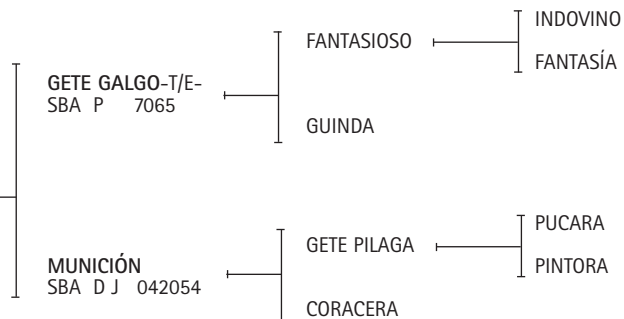 INDOVINO
FANTASIOSO
FANTASÍA
GETE GALGO-T/E-
SBA P 7065
GUINDA
PUCARA
GETE PILAGA
MUNICIÓN
PINTORA
SBA D J 042054
CORACERA